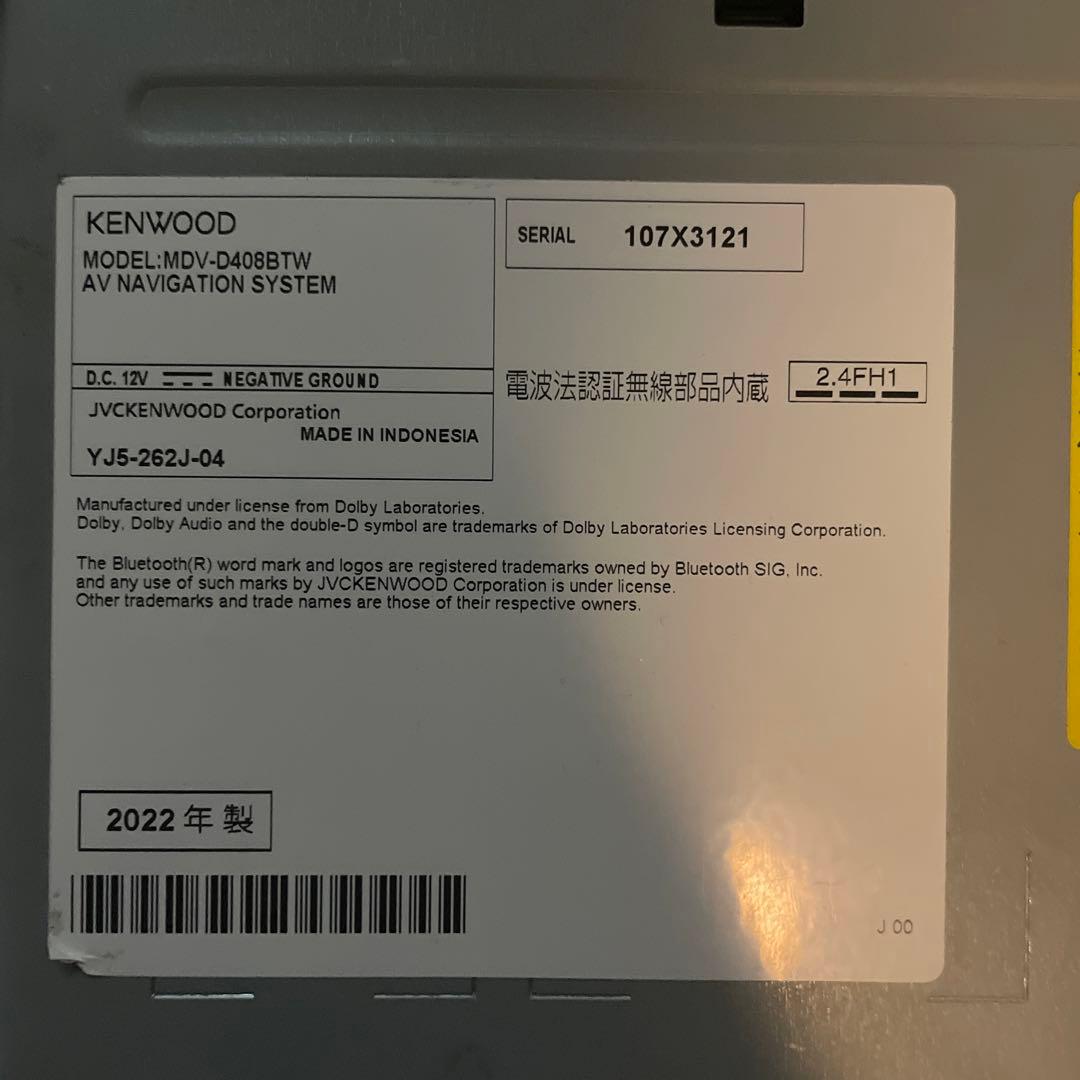 KENWOOD
MODEL:MDV-D408BTW
AV NAVIGATION SYSTEM
SERIAL 107X3121
D.C. 12V NEGATIVE GROUND
JVCKENWOOD Corporation
MADE IN INDONESIA
YJ5-262J-04
電波法認証無線部品内蔵 2.4FH1
Manufactured under license from Dolby Laboratories.
Dolby, Dolby Audio and the double-D symbol are trademarks of Dolby Laboratories Licensing Corporation.
The Bluetooth(R) word mark and logos are registered trademarks owned by Bluetooth SIG, Inc.
and any use of such marks by JVCKENWOOD Corporation is under license.
Other trademarks and trade names are those of their respective owners.
2022 年 製
J 00